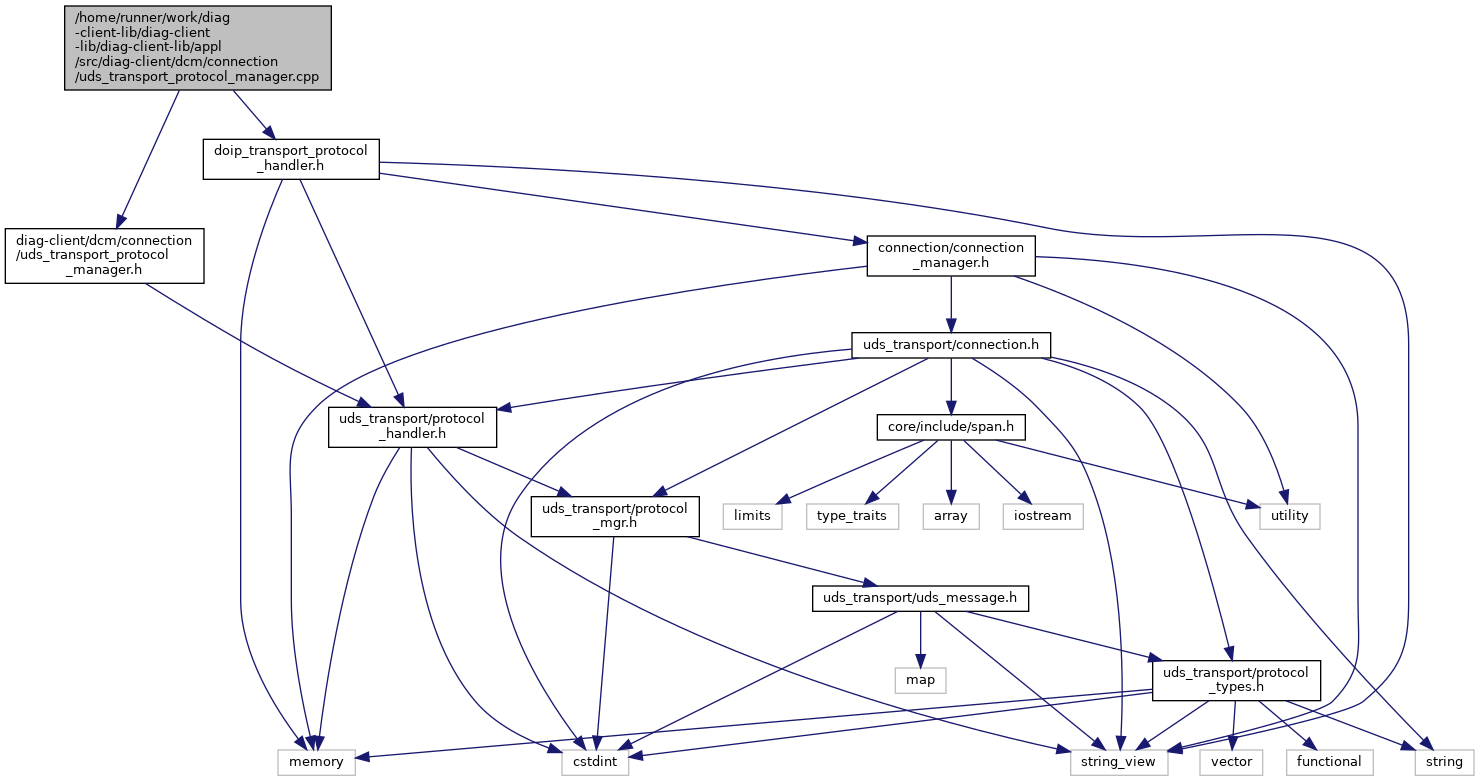 /home/runner/work/diag
-client-lib/diag-client
-lib/diag-client-lib/appl
/src/diag-client/dcm/connection
/uds_transport_protocol_manager.cpp
doip_transport_protocol
_handler.h
diag-client/dcm/connection
/uds_transport_protocol
_manager.h
connection/connection
_manager.h
uds_transport/connection.h
uds_transport/protocol
_handler.h
core/include/span.h
uds_transport/protocol
_mgr.h
limits
type_traits
array
iostream
utility
uds_transport/uds_message.h
map
uds_transport/protocol
_types.h
memory
cstdint
string_view
vector
functional
string